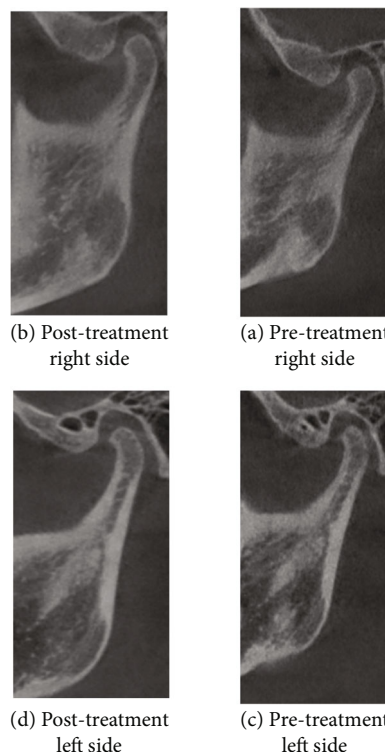 (b) Post-treatment
right side
(a) Pre-treatment
right side
(d) Post-treatment
left side
(c) Pre-treatment
left side